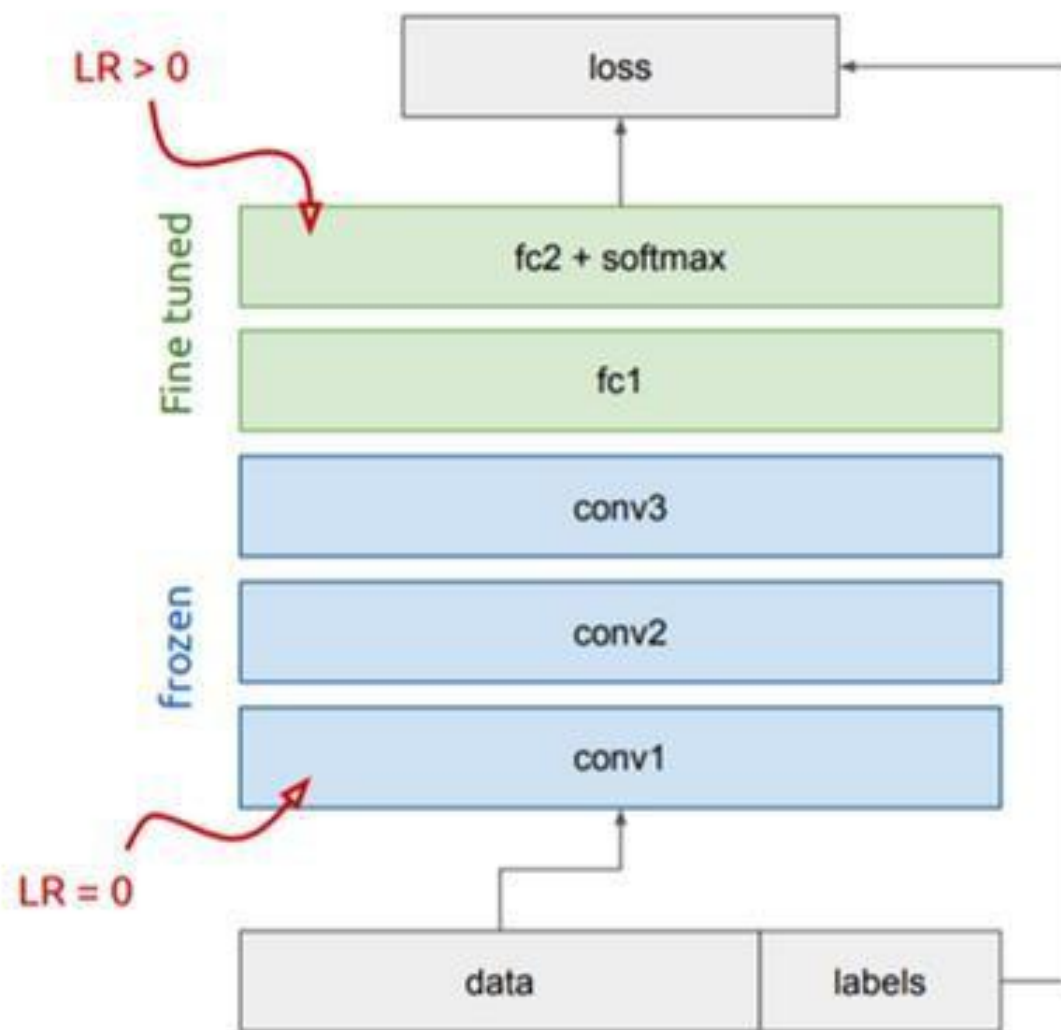 loss
LR > 0
Fine tuned
fc2 + softmax
fc1
conv3
frozen
conv2
conv1
LR = 0
data
labels